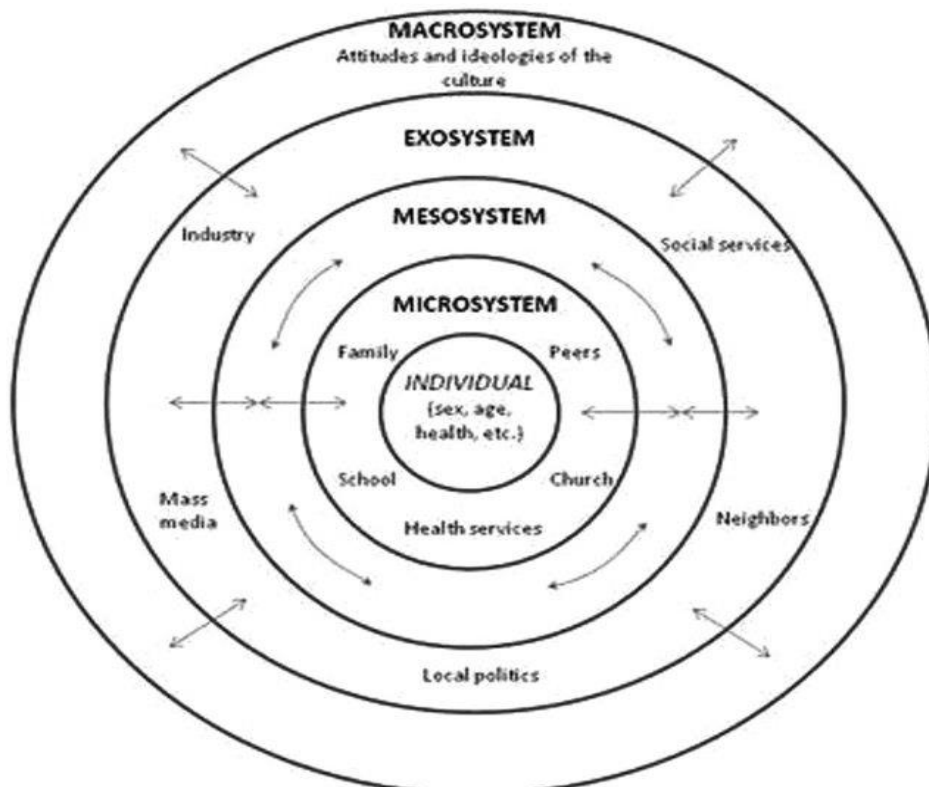 MACROSYSTEM
Attitudes and ideologies of the
culture
EXOSYSTEM
MESOSYSTEM
Industry
Social services
MICROSYSTEM
Family
Peers
INDIVIDUAL
{sex, age,
health, etc.}
School
Church
Mass
media
Neighbors
Health services
Local politics